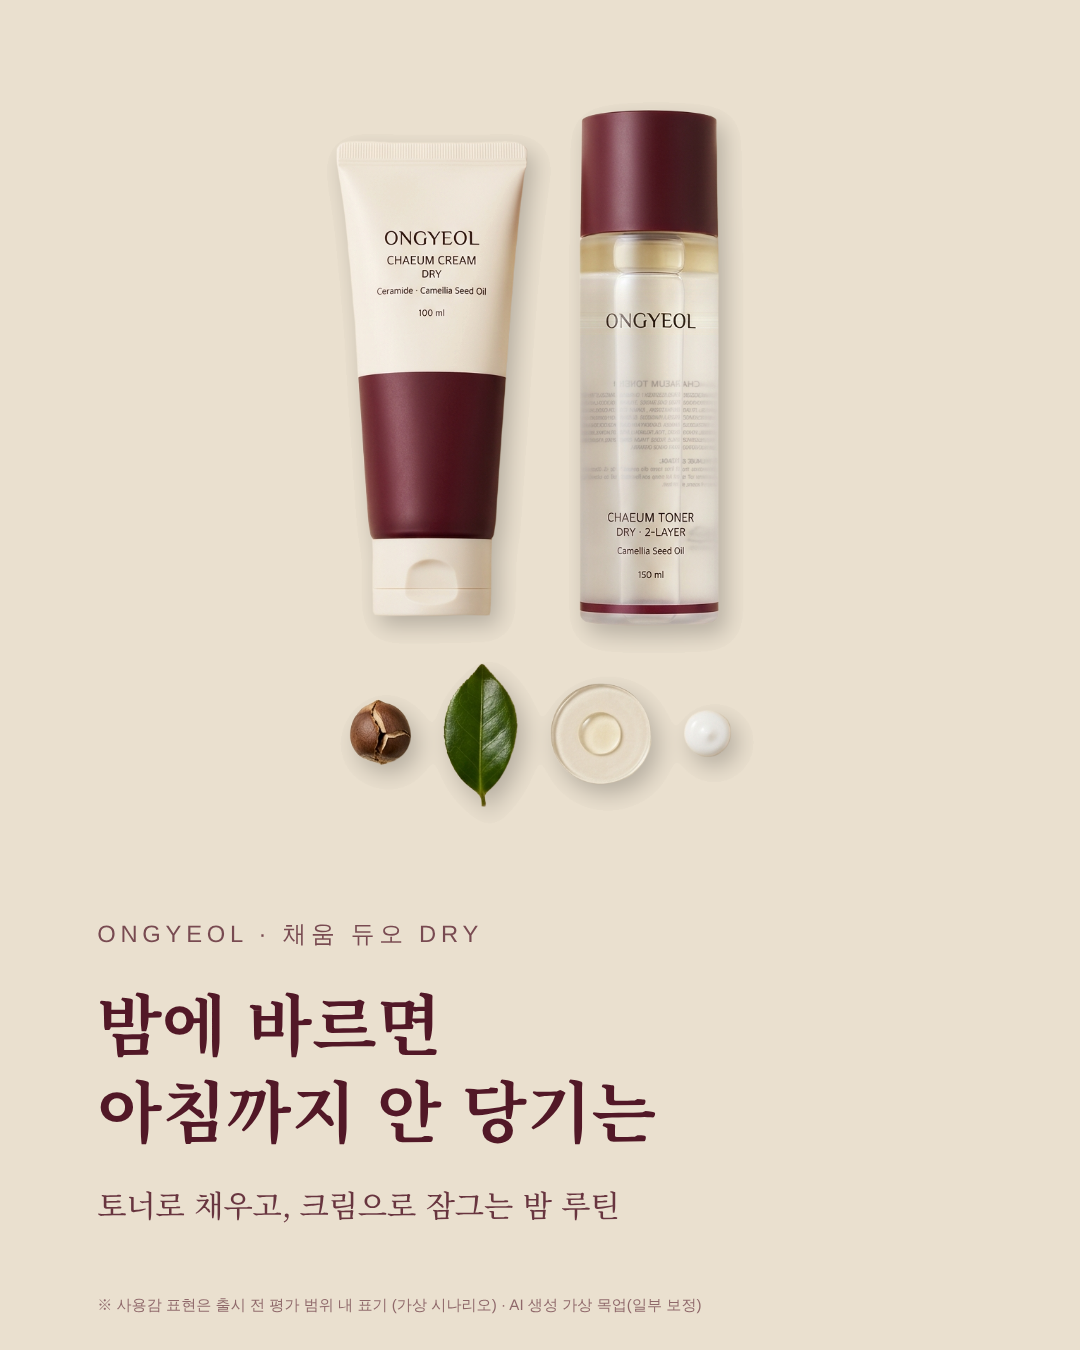 ONGYEOL
CHAEUM CREAM
DRY
Ceramide · Camellia Seed Oil
100 ml
ONGYEOL
CHAEUM TONER
DRY · 2-LAYER
Camellia Seed Oil
150 ml
ONGYEOL · 채움 듀오 DRY
밤에 바르면
아침까지 안 당기는
토너로 채우고, 크림으로 잠그는 밤 루틴
※ 사용감 표현은 출시 전 평가 범위 내 표기 (가상 시나리오) · AI 생성 가상 목업(일부 보정)